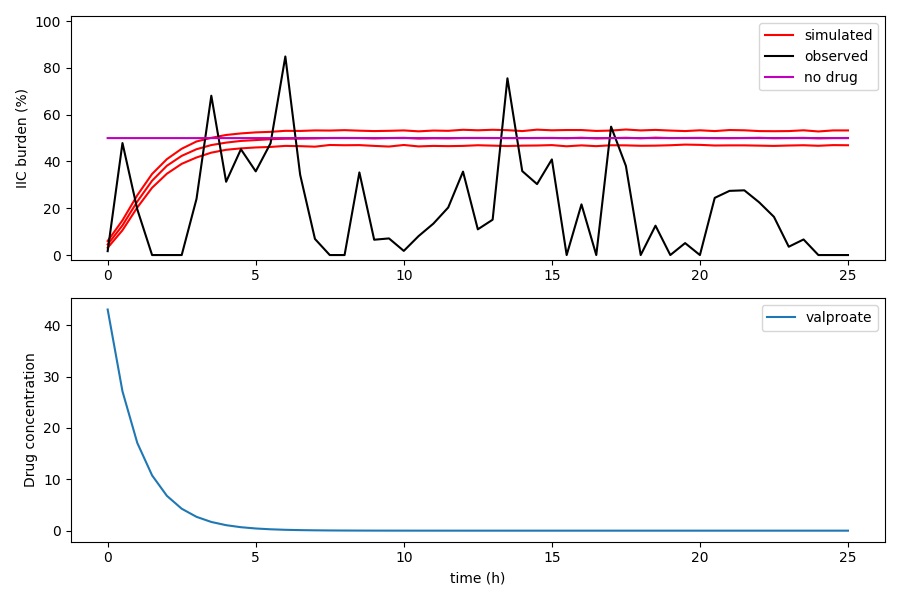 100
80
60
40
20
0
IIC burden (%)
simulated
observed
no drug
0 5 10 15 20 25
40
30
20
10
0
Drug concentration
valproate
0 5 10 15 20 25
time (h)